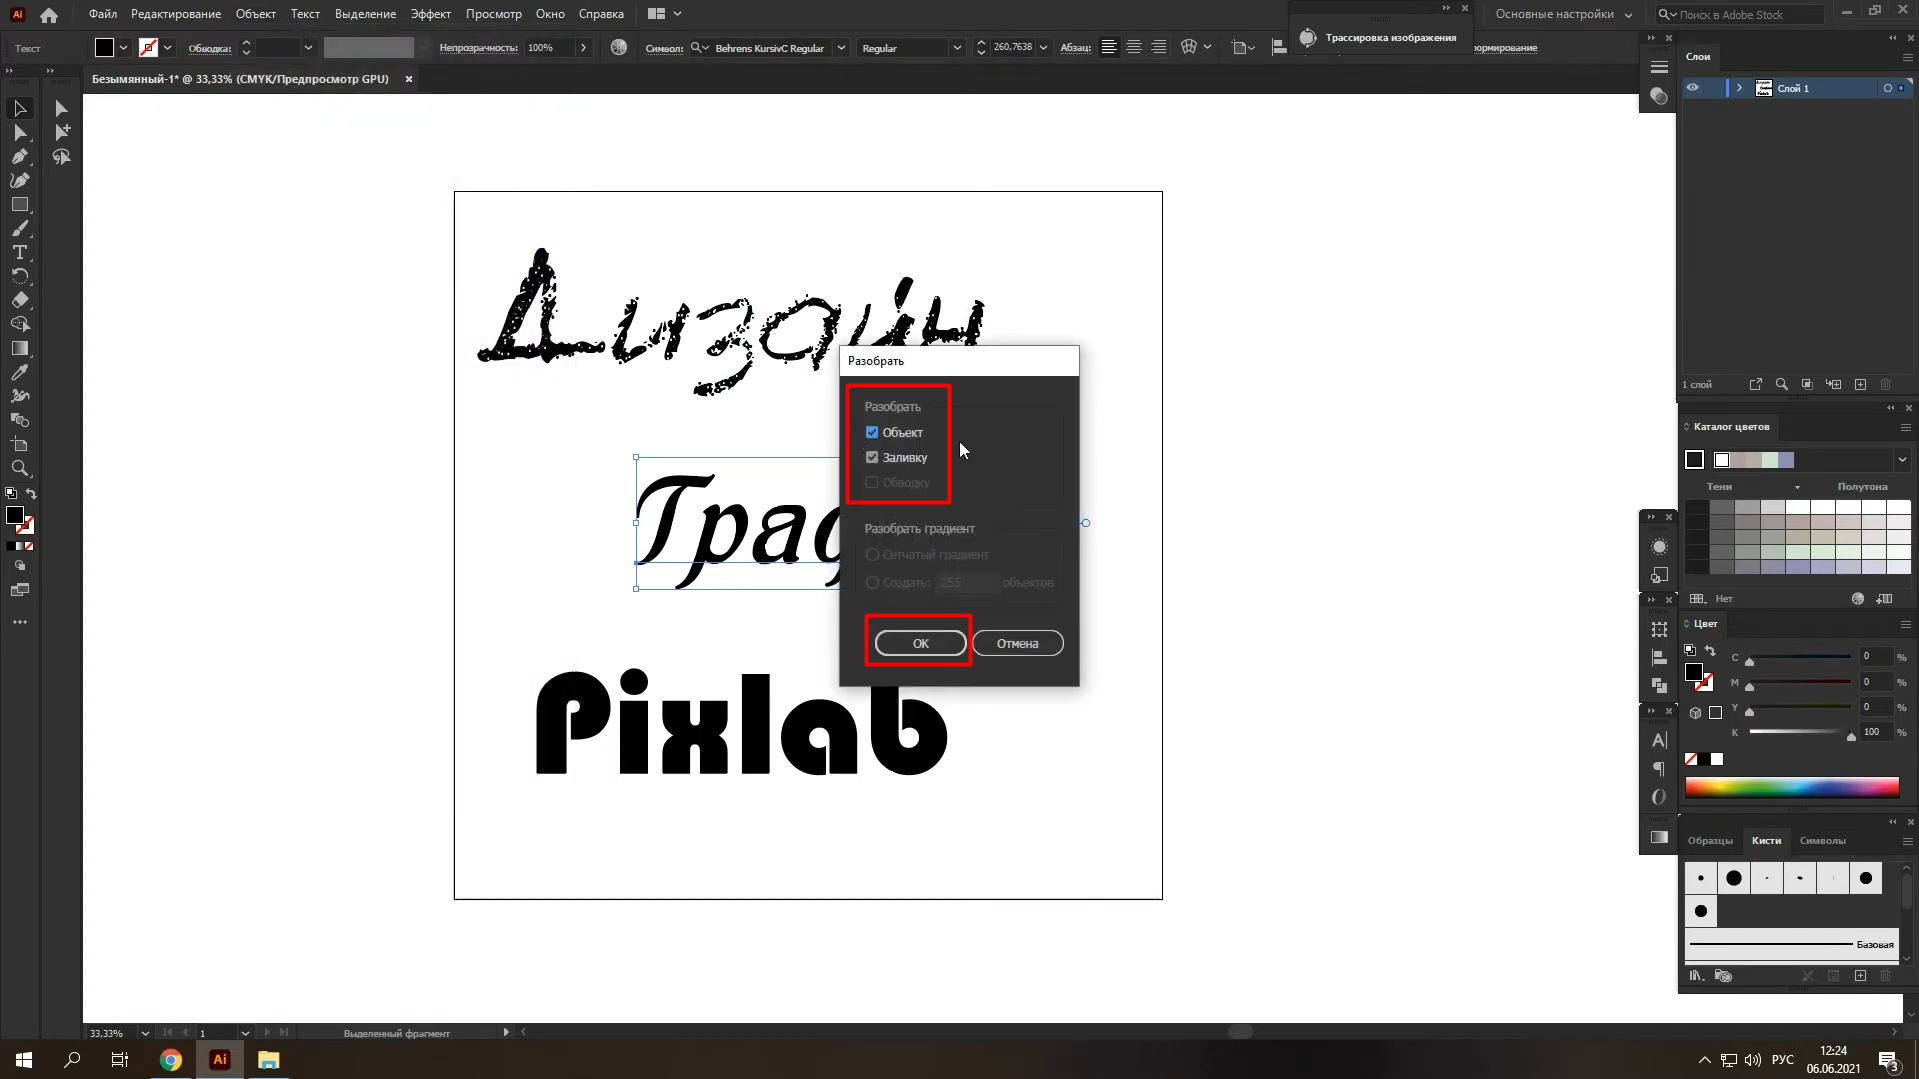 Ai Файл Редактирование Объект Текст Выделение Эффект Просмотр Окно Справка
Основные настройки
Поиск в Adobe Stock
Текст
Обводка:
Непрозрачность: 100%
Символ: Behrens KursivC Regular
Regular
260,7638
Абзац:
Трассировка изображения
Безымянный-1* @ 33,33% (CMYK/Предпросмотр GPU)
Слои
Слой 1
1 слой
Дизайн
Pixlab
Разобрать
Разобрать
Объект
Заливку
Обводку
Разобрать градиент
Сетчатый градиент
Создать: 255 объектов
ОК
Отмена
Каталог цветов
Тени
Полутона
Нет
Цвет
C 0 %
M 0 %
Y 0 %
K 100 %
Образцы Кисти Символы
Базовая
33,33%
1
Выделенный фрагмент
Ai
РУС
12:24
06.06.2021
3